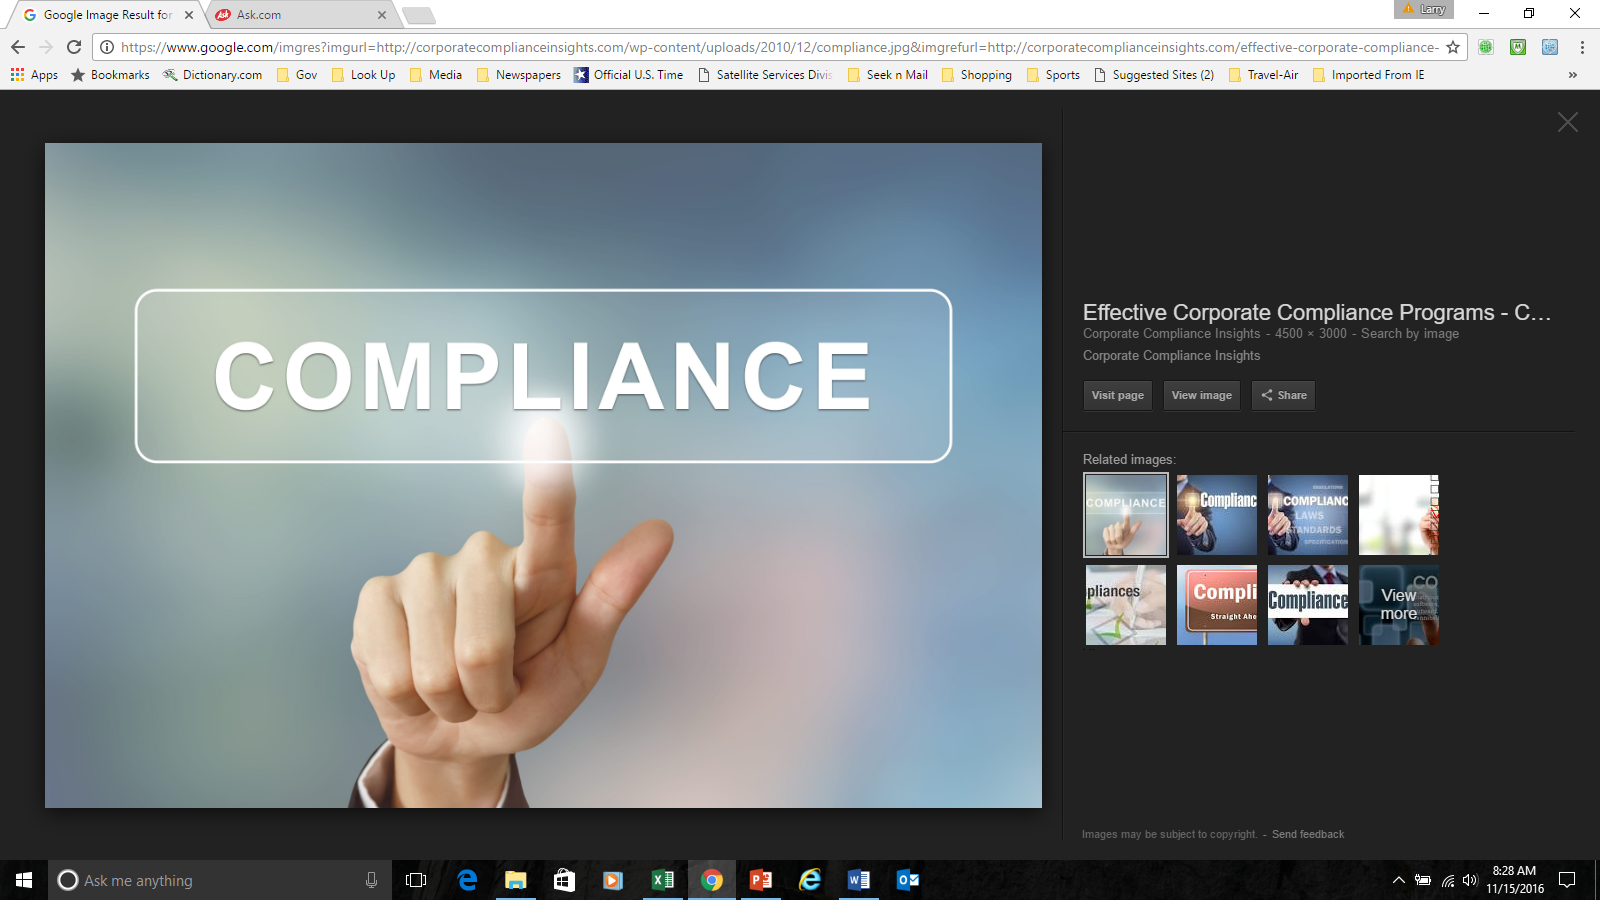 Google Image Result for
Ask.com
Larry
https://www.google.com/imgres?imgurl=http://corporatecomplianceinsights.com/wp-content/uploads/2010/12/compliance.jpg&imgrefurl=http://corporatecomplianceinsights.com/effective-corporate-compliance-
Apps
Bookmarks
Dictionary.com
Gov
Look Up
Media
Newspapers
Official U.S. Time
Satellite Services Divis
Seek n Mail
Shopping
Sports
Suggested Sites (2)
Travel-Air
Imported From IE
COMPLIANCE
Effective Corporate Compliance Programs - C...
Corporate Compliance Insights - 4500 × 3000 - Search by image
Corporate Compliance Insights
Visit page
View image
Share
Related images:
COMPLIANCE
Complianc
REGULATIONS
COMPLIANC
LAWS
STANDARDS
SPECIFICATION
pliances
Compli
Straight Ahe
Compliance
CO
View
more
Images may be subject to copyright. - Send feedback
Ask me anything
8:28 AM
11/15/2016